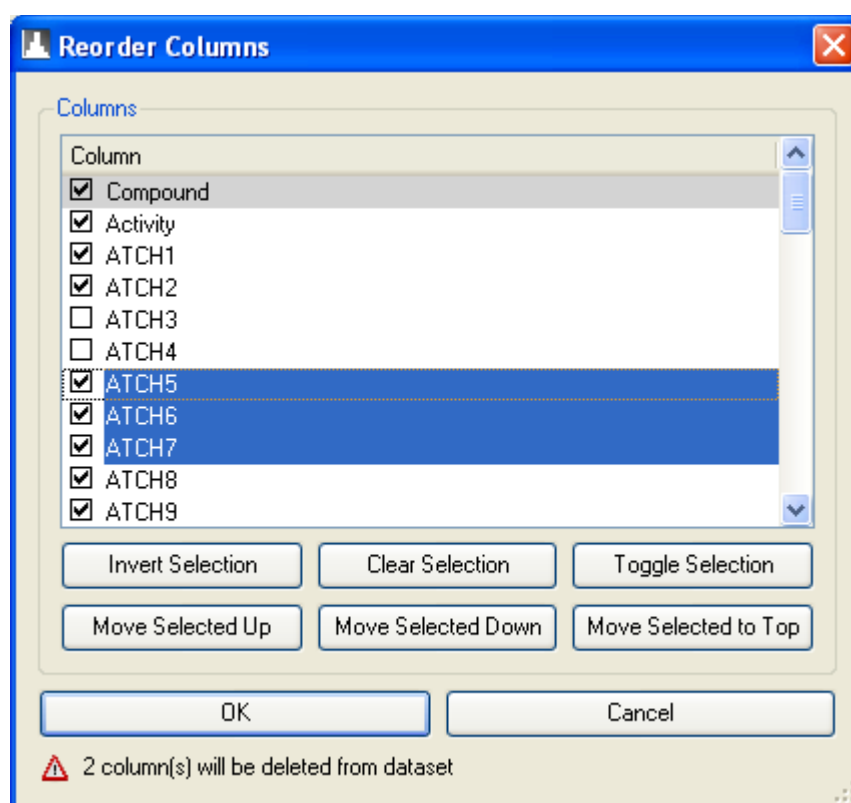 Reorder Columns
Columns
Column
Compound
Activity
ATCH1
ATCH2
ATCH3
ATCH4
ATCH5
ATCH6
ATCH7
ATCH8
ATCH9
Invert Selection Clear Selection Toggle Selection
Move Selected Up Move Selected Down Move Selected to Top
OK Cancel
2 column(s) will be deleted from dataset